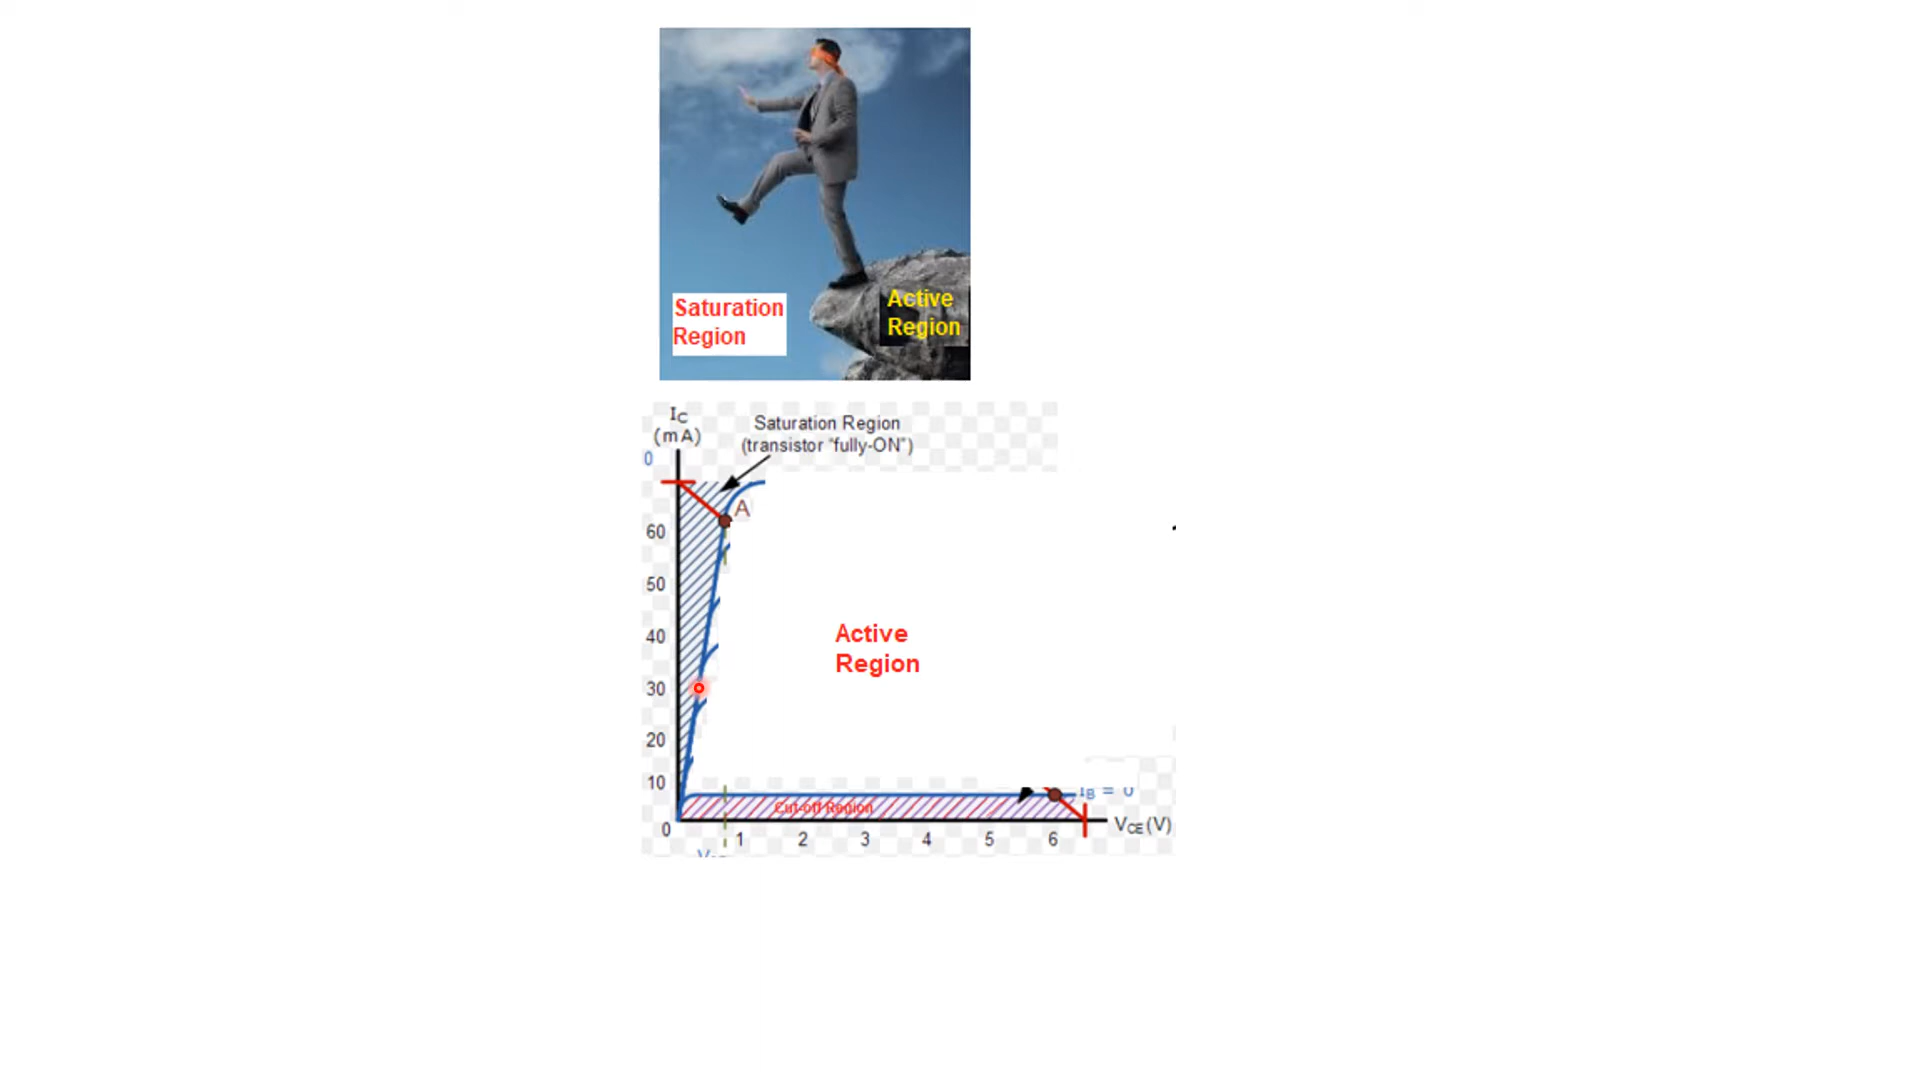 Saturation
Region
Active
Region
IC
(mA)
Saturation Region
(transistor "fully-ON")
0
A
60
50
40
30
20
10
0
Active
Region
Cut-off Region
IB = 0
VCE(V)
1
2
3
4
5
6